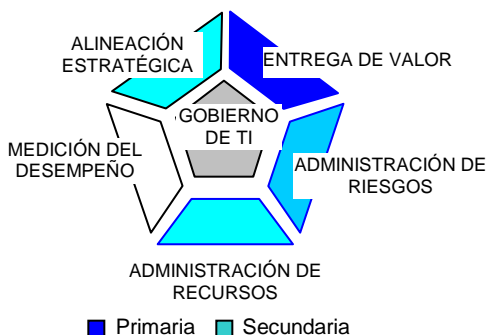 ALINEACIÓN
ESTRATÉGICA
ENTREGA DE VALOR
GOBIERNO
DE TI
MEDICIÓN DEL
DESEMPEÑO
ADMINISTRACIÓN DE
RIESGOS
ADMINISTRACIÓN DE
RECURSOS
Primaria Secundaria